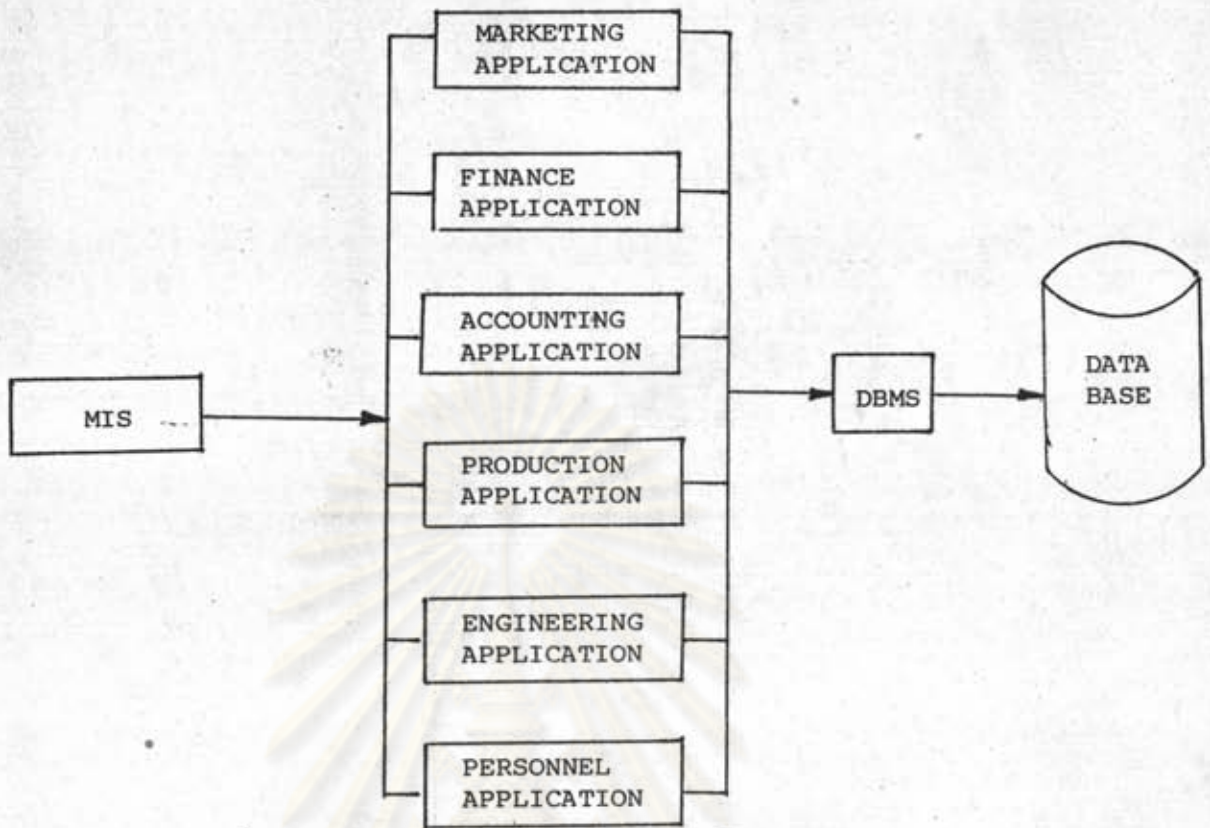 MARKETING
APPLICATION
FINANCE
APPLICATION
ACCOUNTING
APPLICATION
MIS
PRODUCTION
APPLICATION
ENGINEERING
APPLICATION
PERSONNEL
APPLICATION
DBMS
DATA
BASE